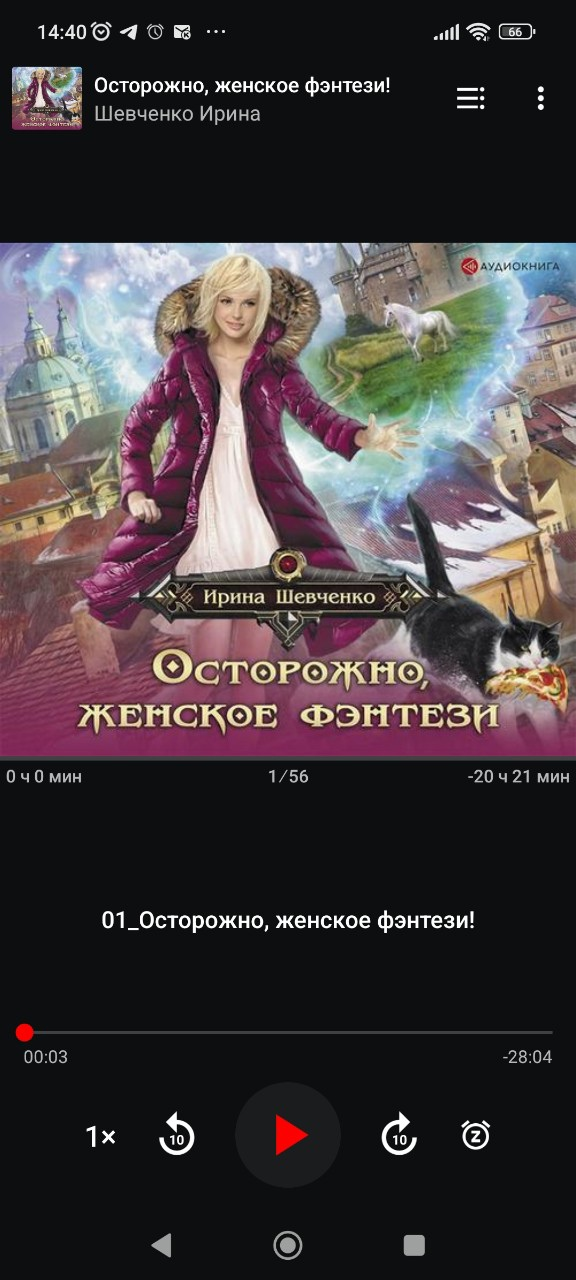 14:40
66
Осторожно, женское фэнтези!
Шевченко Ирина
АУДИОКНИГА
Ирина Шевченко
Осторожно,
женское фэнтези
0 ч 0 мин
1/56
-20 ч 21 мин
01_Осторожно, женское фэнтези!
00:03
-28:04
1×
10
10
z